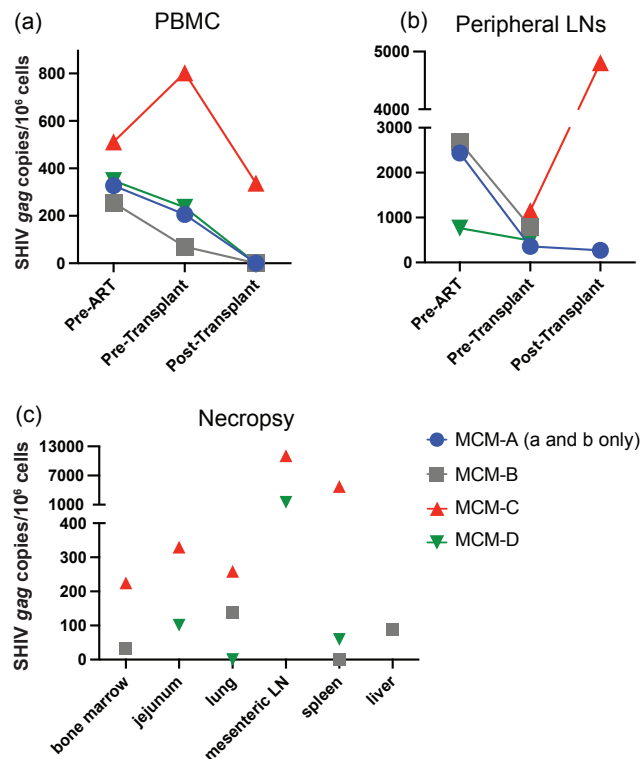 (a)
PBMC
SHIV gag copies/10⁶ cells
800
600
400
200
0
Pre-ART
Pre-Transplant
Post-Transplant
(b)
Peripheral LNs
5000
4000
3000
2000
1000
0
Pre-ART
Pre-Transplant
Post-Transplant
(c)
Necropsy
SHIV gag copies/10⁶ cells
13000
7000
1000
400
300
200
100
0
bone marrow
jejunum
lung
mesenteric LN
spleen
liver
MCM-A (a and b only)
MCM-B
MCM-C
MCM-D